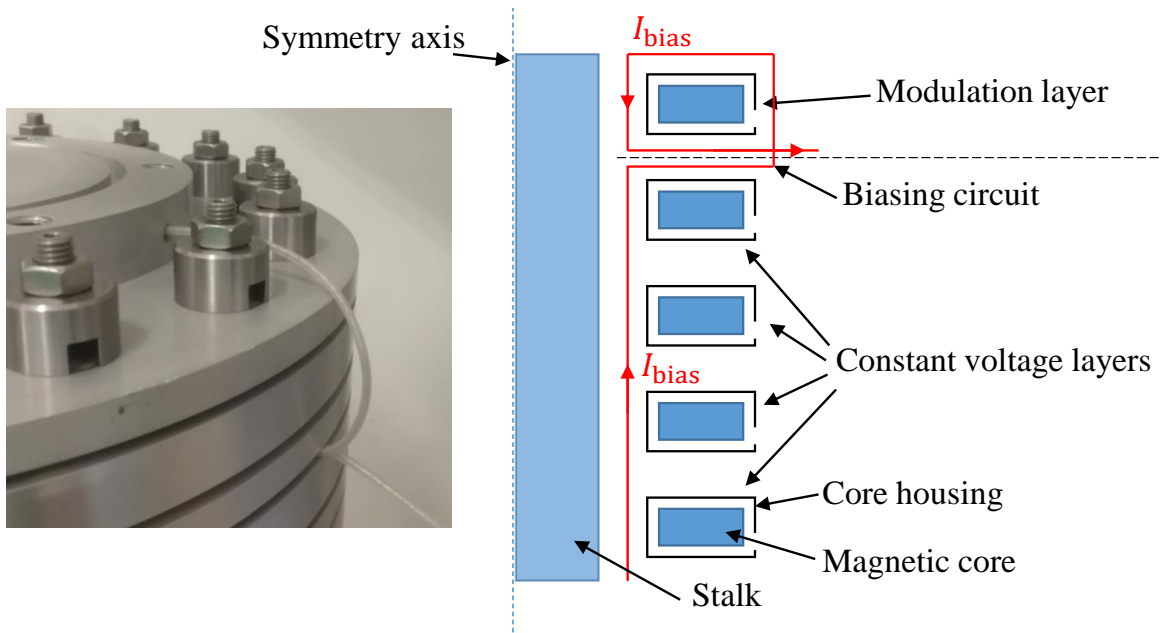 Symmetry axis
I_bias
Modulation layer
Biasing circuit
Constant voltage layers
I_bias
Core housing
Magnetic core
Stalk